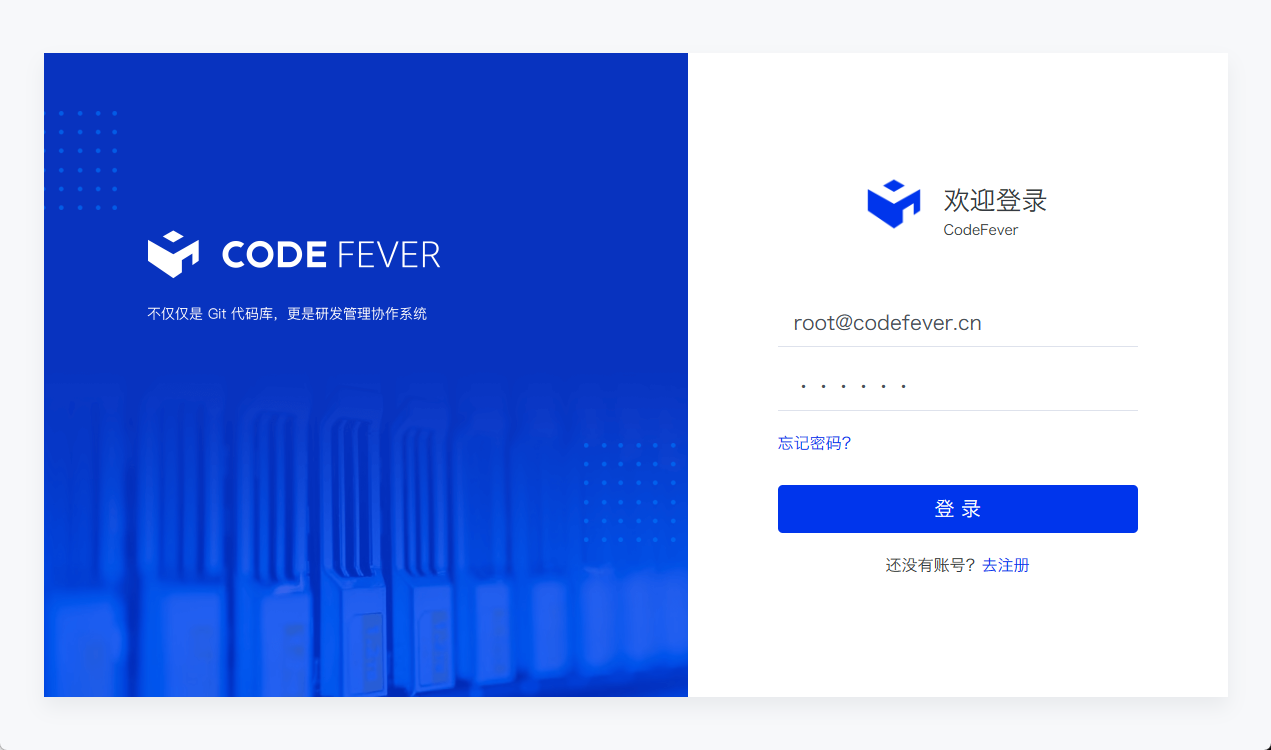 CODE FEVER
不仅仅是 Git 代码库，更是研发管理协作系统
欢迎登录
CodeFever
root@codefever.cn
······
忘记密码?
登 录
还没有账号? 去注册